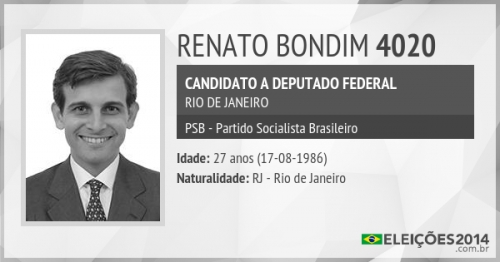 RENATO BONDIM 4020
CANDIDATO A DEPUTADO FEDERAL
RIO DE JANEIRO
PSB - Partido Socialista Brasileiro
Idade: 27 anos (17-08-1986)
Naturalidade: RJ - Rio de Janeiro
ELEIÇÕES2014
.com.br